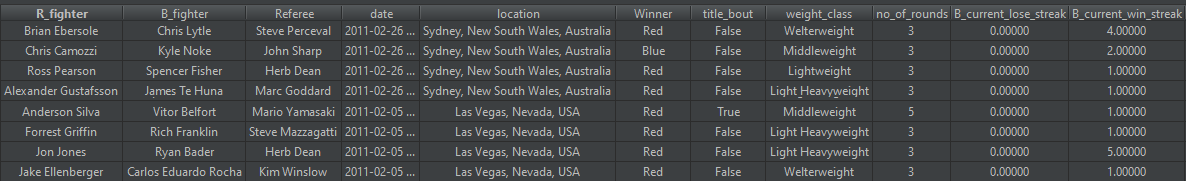 R_fighter B_fighter Referee date location Winner title_bout weight_class no_of_rounds B_current_lose_streak B_current_win_streak
Brian Ebersole Chris Lytle Steve Perceval 2011-02-26 ... Sydney, New South Wales, Australia Red False Welterweight 3 0.00000 4.00000
Chris Camozzi Kyle Noke John Sharp 2011-02-26 ... Sydney, New South Wales, Australia Blue False Middleweight 3 0.00000 2.00000
Ross Pearson Spencer Fisher Herb Dean 2011-02-26 ... Sydney, New South Wales, Australia Red False Lightweight 3 0.00000 1.00000
Alexander Gustafsson James Te Huna Marc Goddard 2011-02-26 ... Sydney, New South Wales, Australia Red False Light Heavyweight 3 0.00000 1.00000
Anderson Silva Vitor Belfort Mario Yamasaki 2011-02-05 ... Las Vegas, Nevada, USA Red True Middleweight 5 0.00000 1.00000
Forrest Griffin Rich Franklin Steve Mazzagatti 2011-02-05 ... Las Vegas, Nevada, USA Red False Light Heavyweight 3 0.00000 1.00000
Jon Jones Ryan Bader Herb Dean 2011-02-05 ... Las Vegas, Nevada, USA Red False Light Heavyweight 3 0.00000 5.00000
Jake Ellenberger Carlos Eduardo Rocha Kim Winslow 2011-02-05 ... Las Vegas, Nevada, USA Red False Welterweight 3 0.00000 1.00000